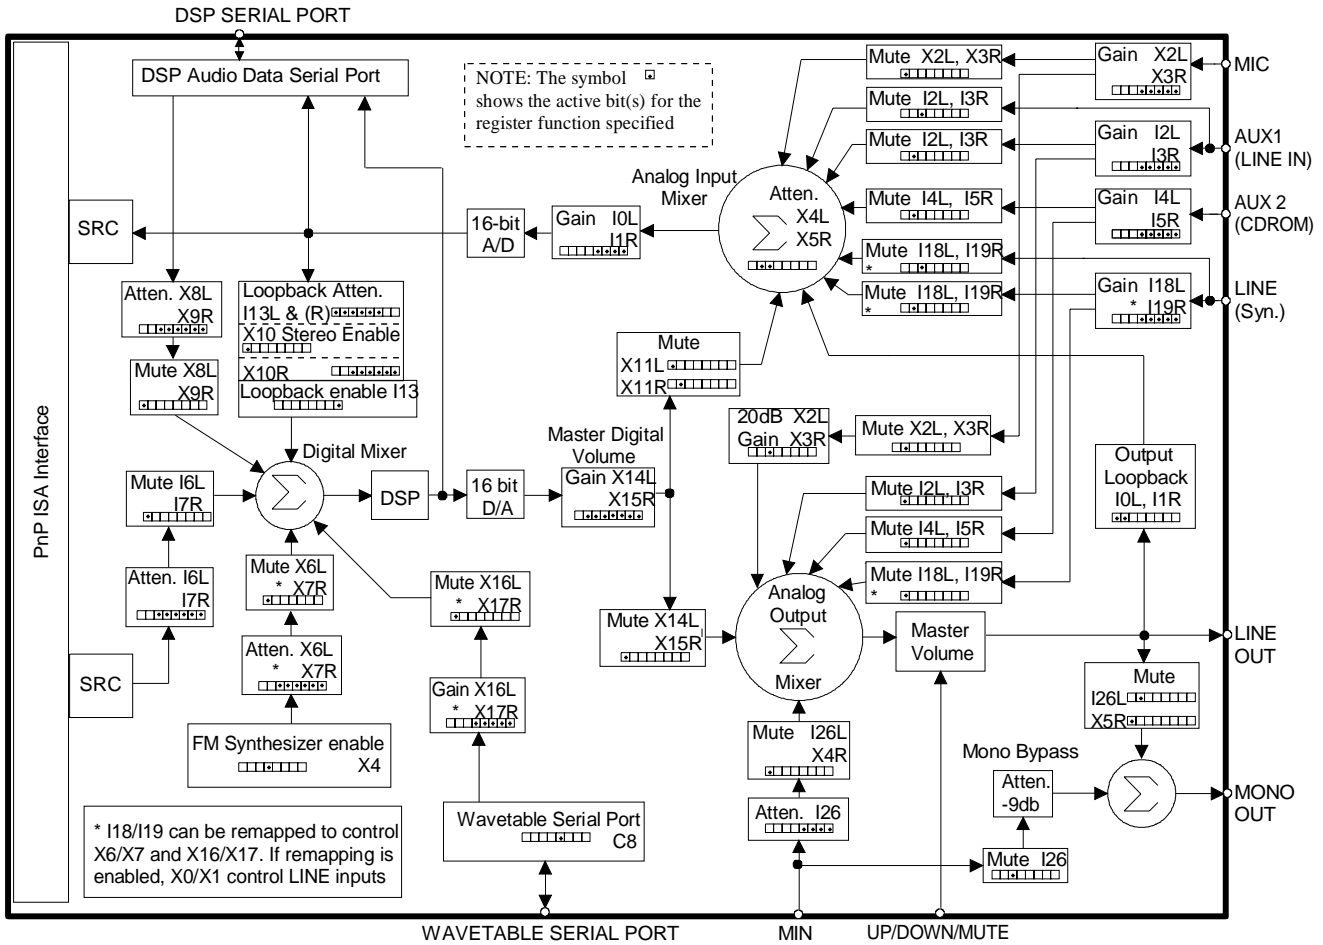 DSP SERIAL PORT
DSP Audio Data Serial Port
NOTE: The symbol
shows the active bit(s) for the
register function specified
Mute X2L, X3R
Gain X2L
X3R
MIC
Mute I2L, I3R
Mute I2L, I3R
Gain I2L
I3R
AUX1
(LINE IN)
Analog Input
Mixer
Atten.
X4L
X5R
Mute I4L, I5R
Gain I4L
I5R
AUX 2
(CDROM)
SRC
16-bit
A/D
Gain I0L
I1R
Mute I18L, I19R
*
Mute I18L, I19R
*
Gain I18L
* I19R
LINE
(Syn.)
Atten. X8L
X9R
Loopback Atten.
I13L & (R)
X10 Stereo Enable
X10R
Loopback enable I13
Mute X8L
X9R
Mute
X11L
X11R
PnP ISA Interface
Digital Mixer
Master Digital
Volume
20dB X2L
Gain X3R
Mute X2L, X3R
Output
Loopback
I0L, I1R
Mute I6L
I7R
DSP
16 bit
D/A
Gain X14L
X15R
Mute I2L, I3R
Mute I4L, I5R
Mute I18L, I19R
*
Atten. I6L
I7R
Mute X6L
* X7R
Mute X16L
* X17R
Mute X14L
X15R
Analog
Output
Mixer
Master
Volume
LINE
OUT
SRC
Atten. X6L
* X7R
Gain X16L
* X17R
Mute
I26L
X5R
FM Synthesizer enable
X4
Mute I26L
X4R
Mono Bypass
Atten.
-9db
MONO
OUT
* I18/I19 can be remapped to control
X6/X7 and X16/X17. If remapping is
enabled, X0/X1 control LINE inputs
Wavetable Serial Port
C8
Atten. I26
Mute I26
WAVETABLE SERIAL PORT
MIN
UP/DOWN/MUTE